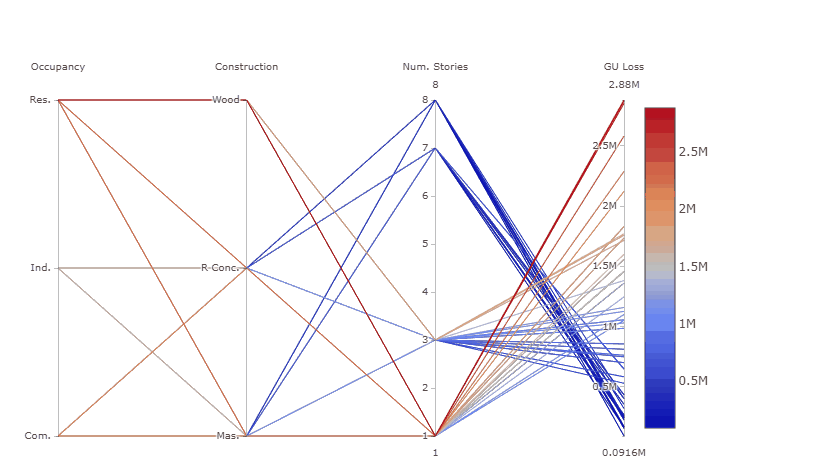 Occupancy Construction Num. Stories GU Loss
8 2.88M
Res. Wood 8
7 2.5M 2.5M
6 2M 2M
5
Ind. R Conc. 1.5M 1.5M
4
3 1M 1M
2 0.5M 0.5M
Com. Mas. 1
1 0.0916M